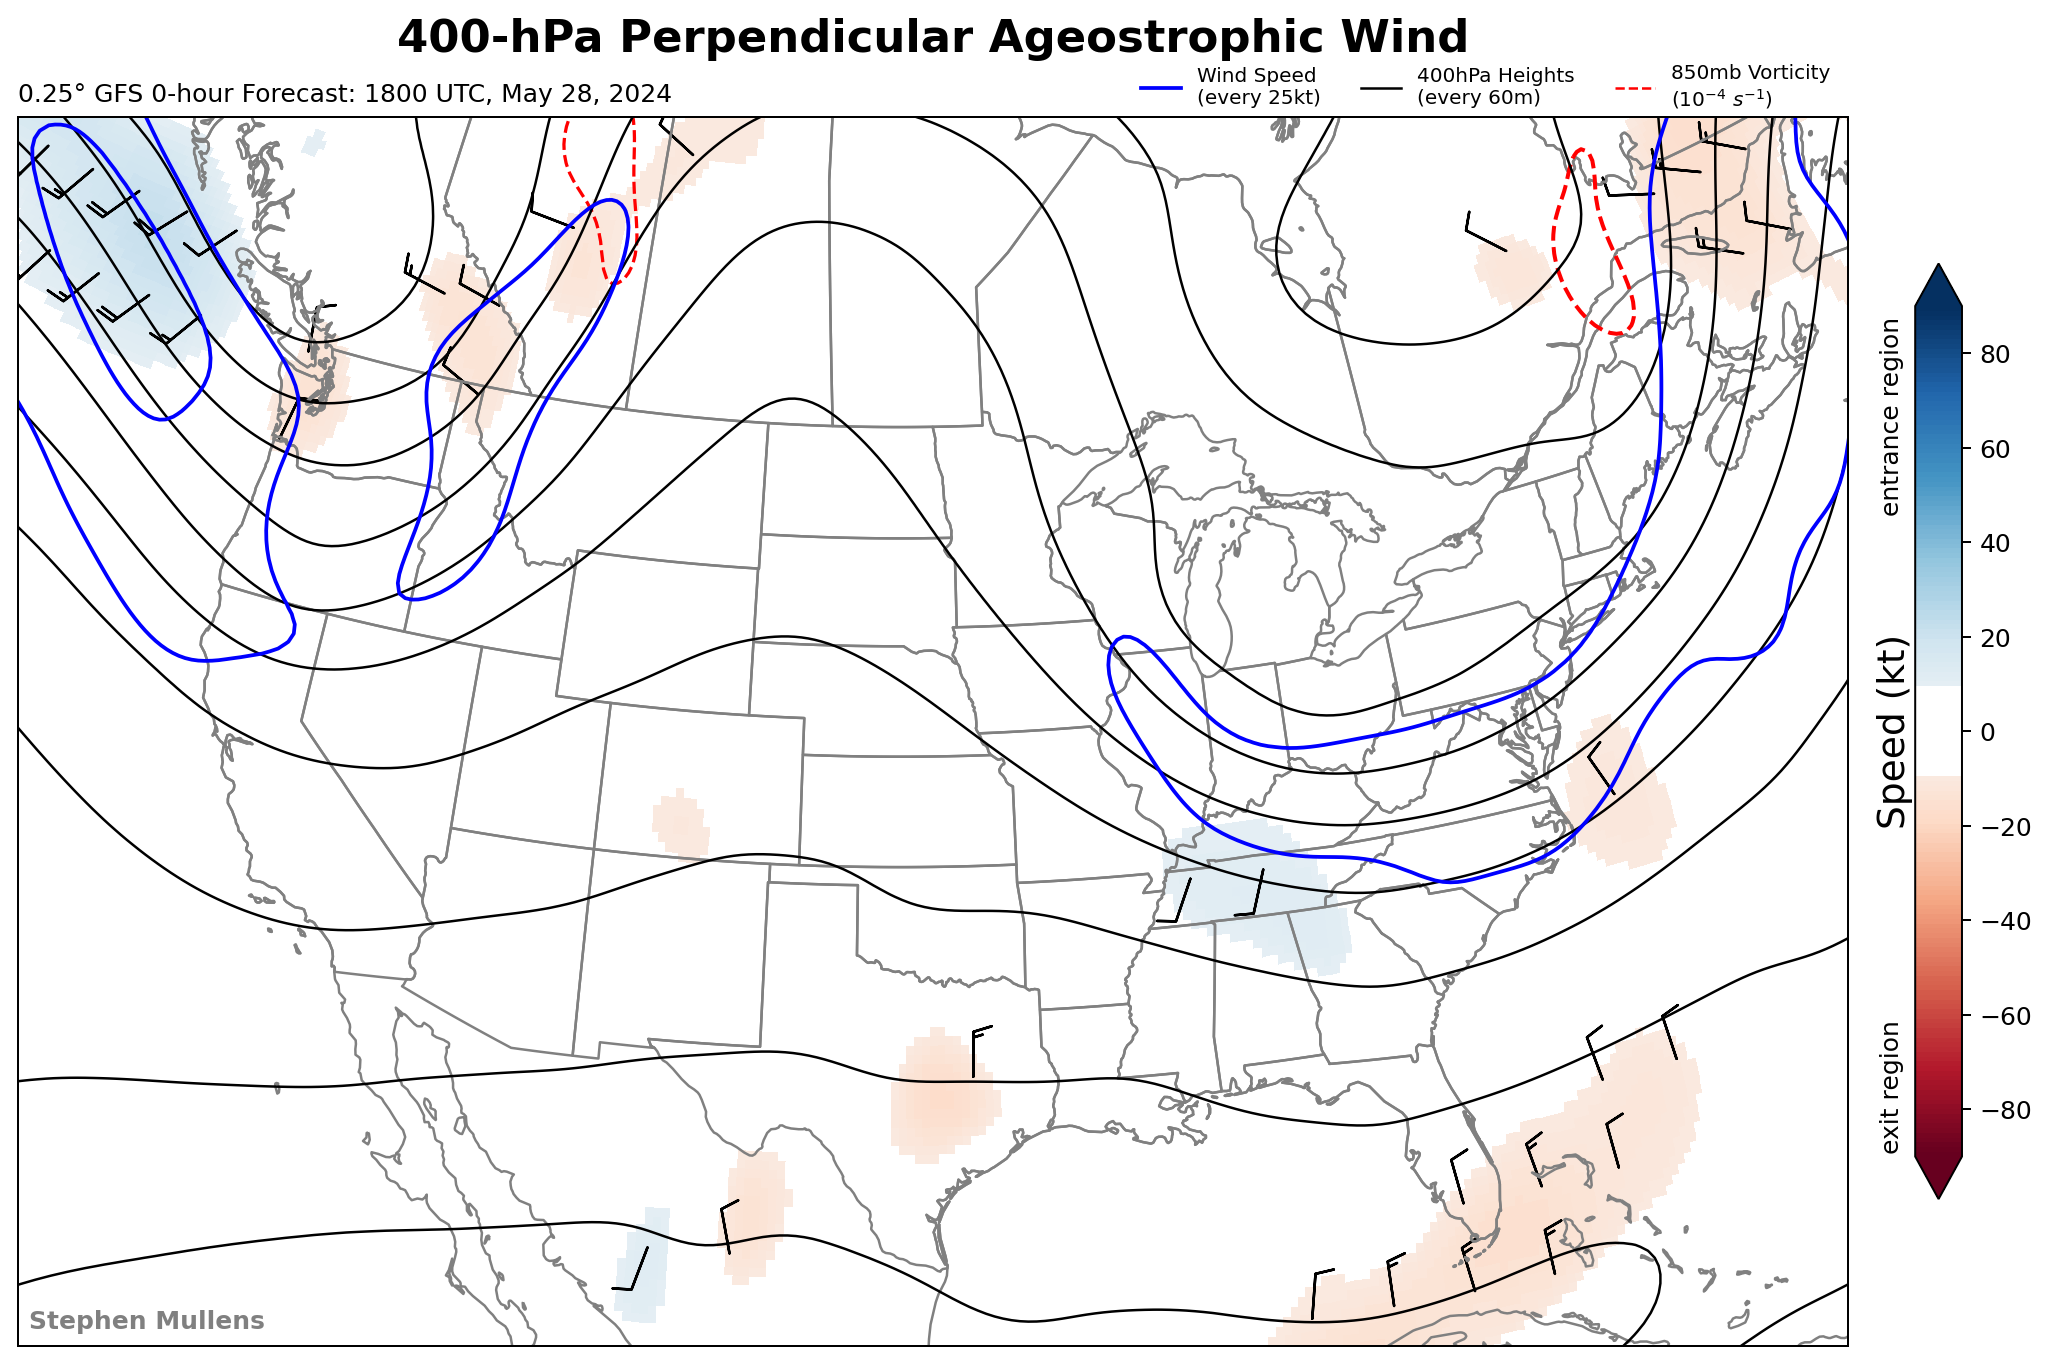 400-hPa Perpendicular Ageostrophic Wind
0.25° GFS 0-hour Forecast: 1800 UTC, May 28, 2024
Wind Speed
(every 25kt)
400hPa Heights
(every 60m)
850mb Vorticity
(10⁻⁴ s⁻¹)
entrance region
Speed (kt)
exit region
80
60
40
20
0
−20
−40
−60
−80
Stephen Mullens